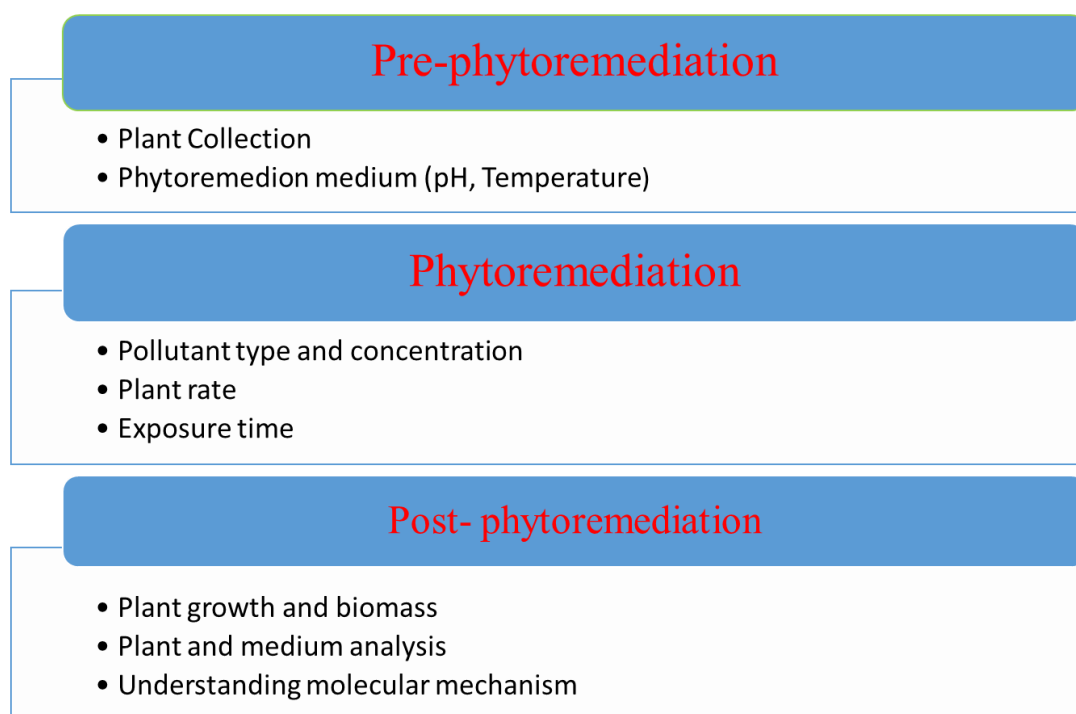 Pre-phytoremediation
• Plant Collection
• Phytoremedion medium (pH, Temperature)
Phytoremediation
• Pollutant type and concentration
• Plant rate
• Exposure time
Post- phytoremediation
• Plant growth and biomass
• Plant and medium analysis
• Understanding molecular mechanism